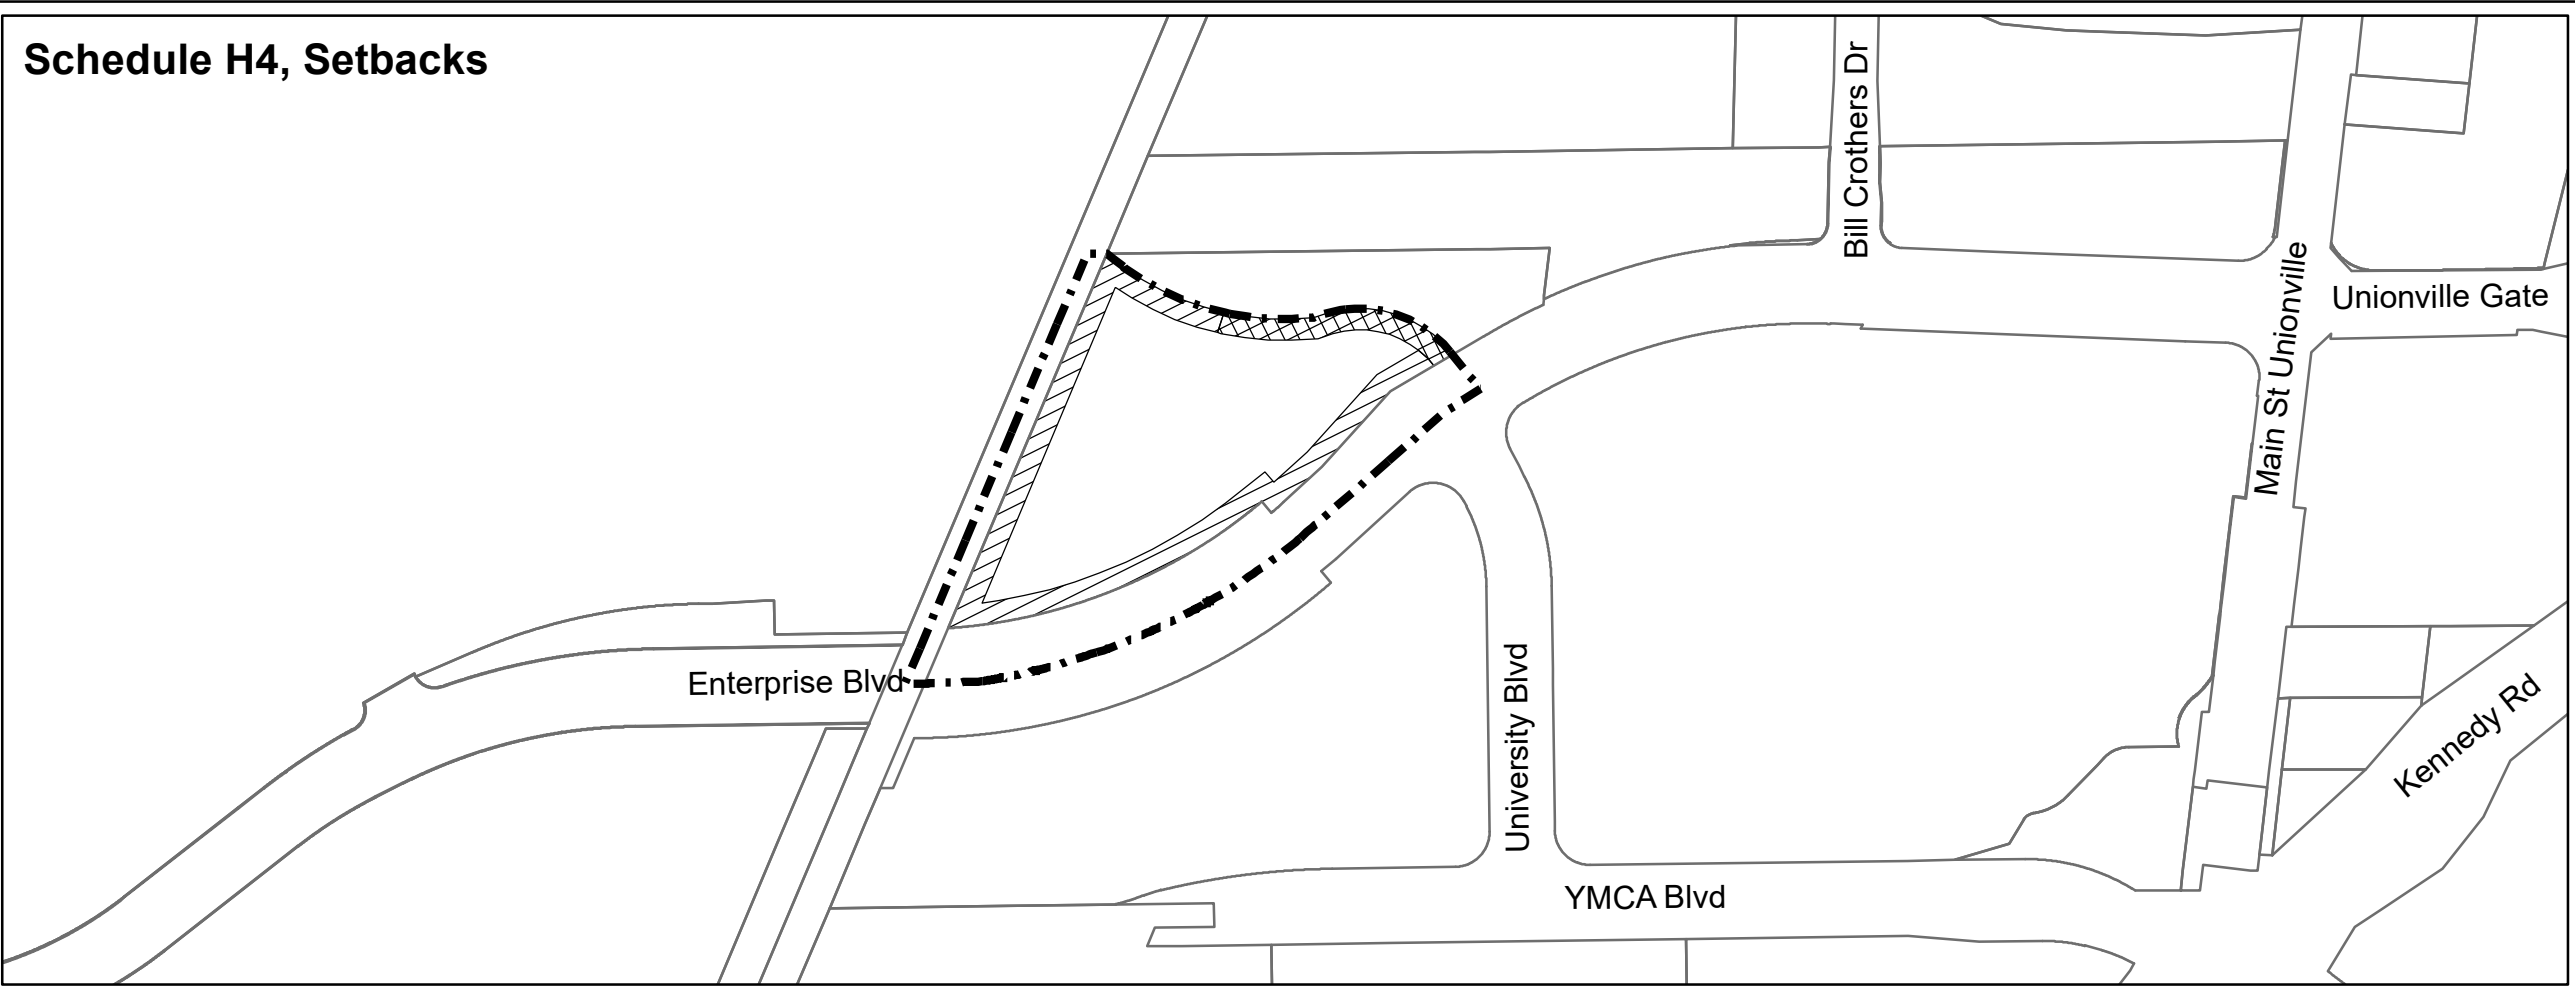 Schedule H4, Setbacks
Bill Crothers Dr
Main St Unionville
Unionville Gate
Enterprise Blvd
University Blvd
Kennedy Rd
YMCA Blvd